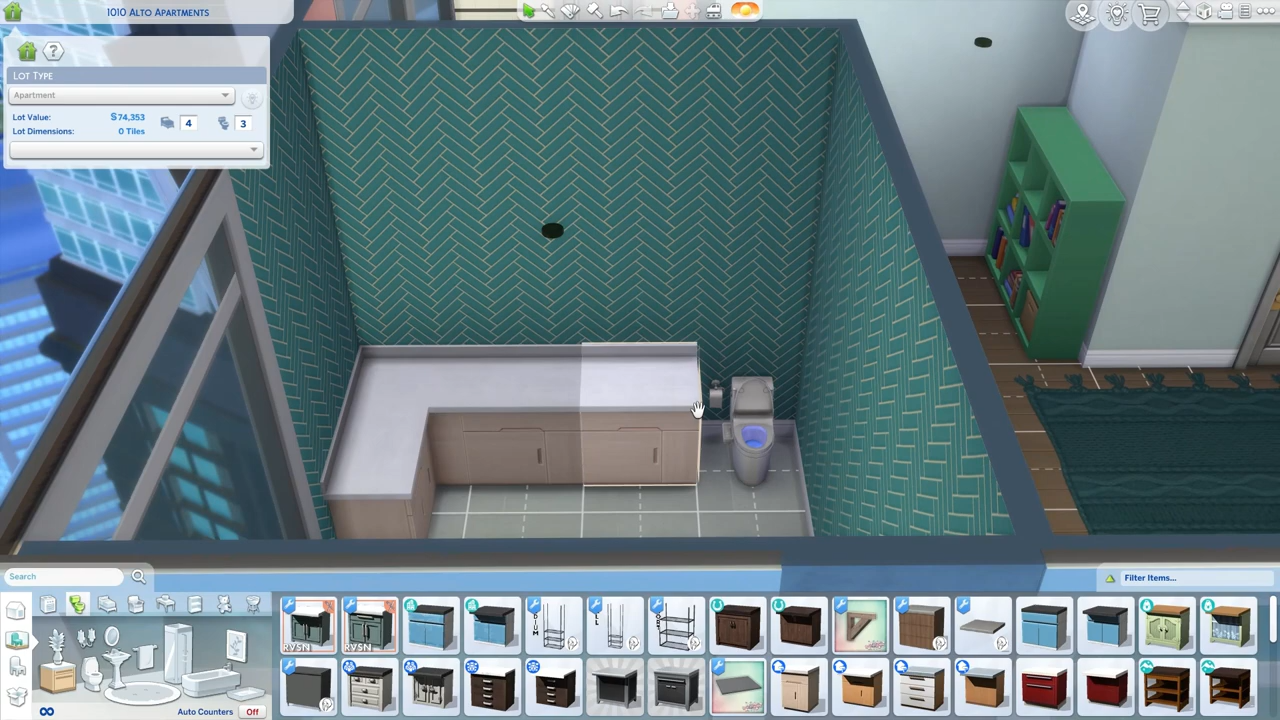 1010 Alto Apartments
Lot Type
Apartment
Lot Value: §74,353
4
3
Lot Dimensions: 0 Tiles
Search
Filter Items...
RVSN
RVSN
Auto Counters
Off